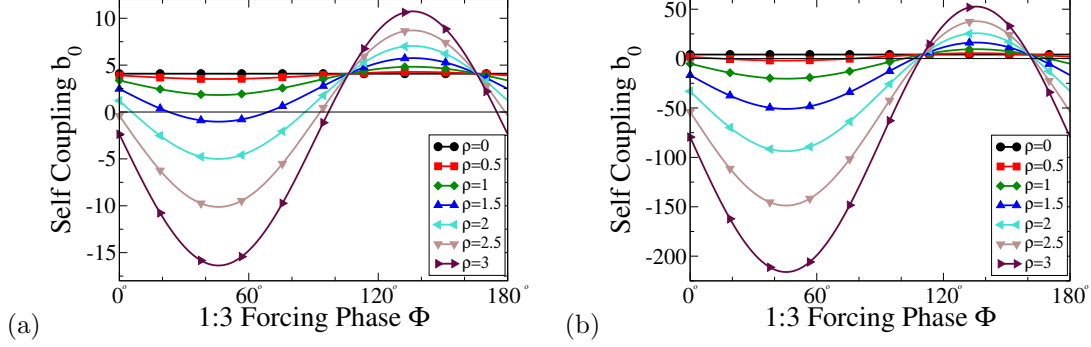 10
5
0
-5
-10
-15
Self Coupling b0
ρ=0
ρ=0.5
ρ=1
ρ=1.5
ρ=2
ρ=2.5
ρ=3
0° 60° 120° 180°
1:3 Forcing Phase Φ
(a)
50
0
-50
-100
-150
-200
Self Coupling b0
ρ=0
ρ=0.5
ρ=1
ρ=1.5
ρ=2
ρ=2.5
ρ=3
0° 60° 120° 180°
1:3 Forcing Phase Φ
(b)